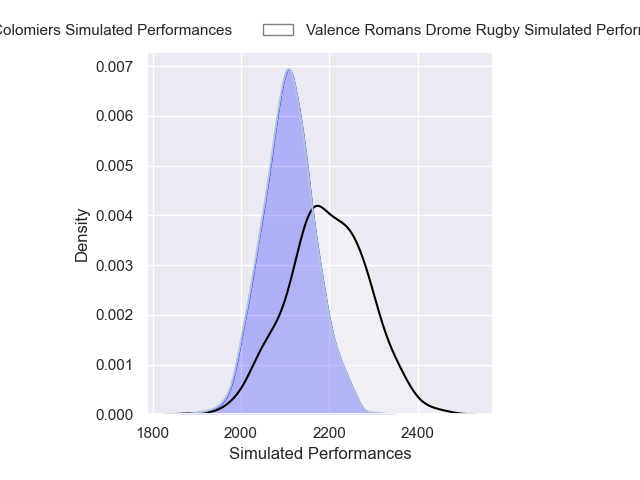 Colomiers Simulated Performances
Valence Romans Drome Rugby Simulated
0.007
0.006
0.005
0.004
0.003
0.002
0.001
0.000
Density
1800 2000 2200 2400
Simulated Performances